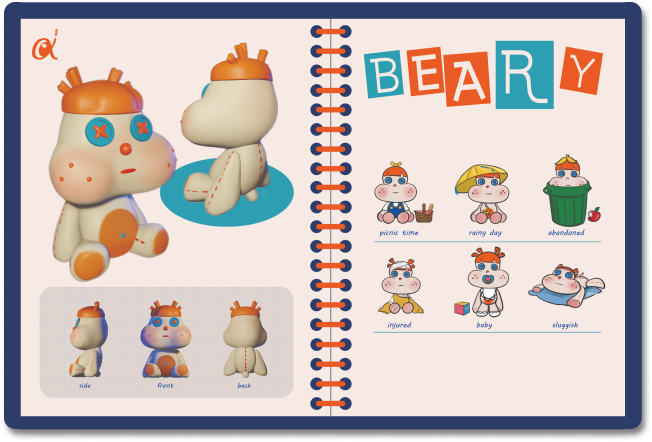 side front back
BEARY
picnic time rainy day abandoned
injured baby sluggish